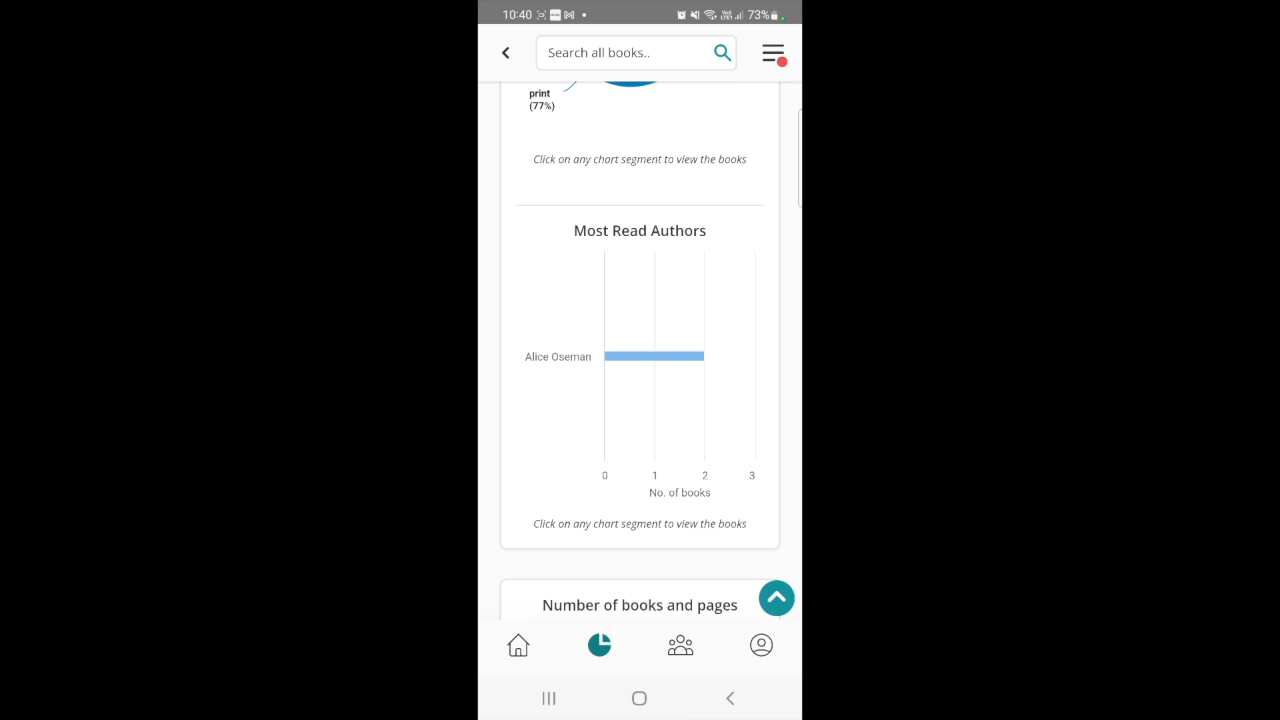 10:40 73%
Search all books..
print
(77%)
Click on any chart segment to view the books
Most Read Authors
Alice Oseman
0 1 2 3
No. of books
Click on any chart segment to view the books
Number of books and pages